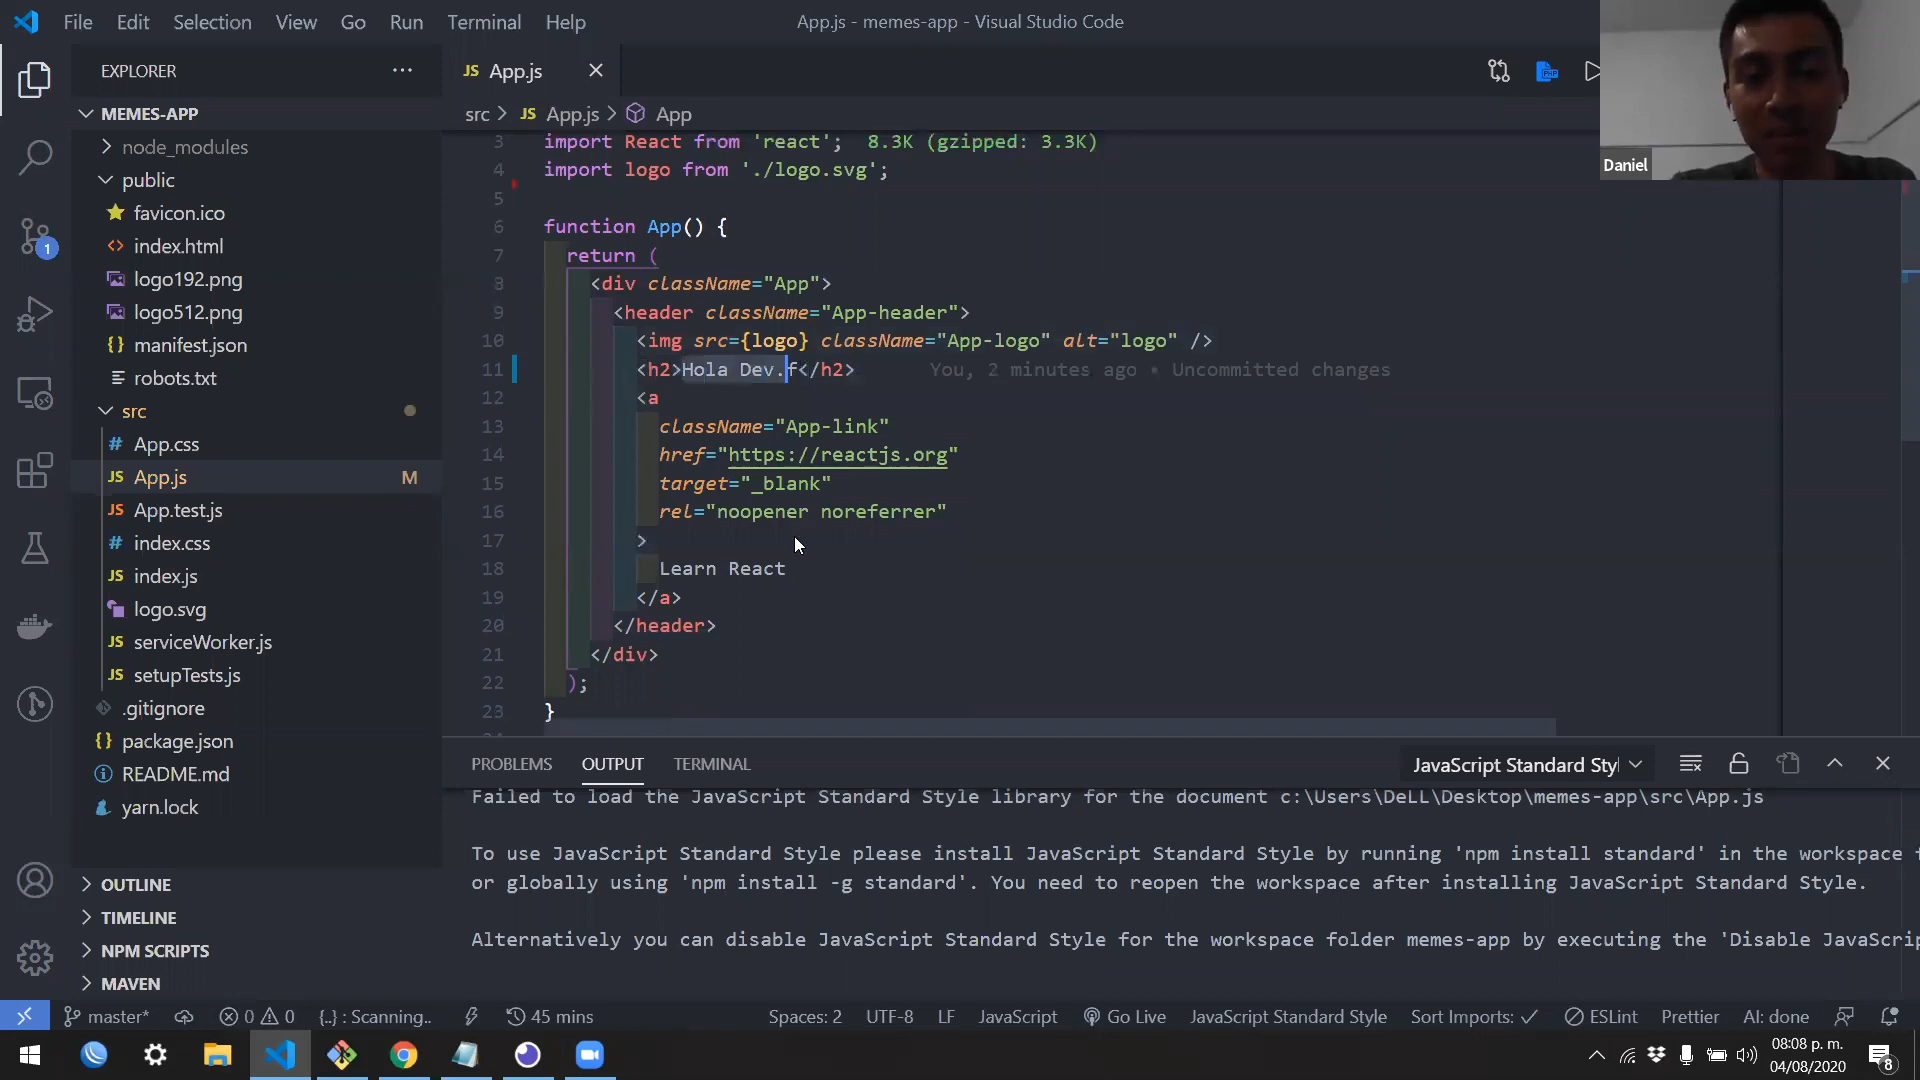 File Edit Selection View Go Run Terminal Help
App.js - memes-app - Visual Studio Code
EXPLORER
MEMES-APP
node_modules
public
favicon.ico
index.html
logo192.png
logo512.png
manifest.json
robots.txt
src
App.css
App.js M
App.test.js
index.css
index.js
logo.svg
serviceWorker.js
setupTests.js
.gitignore
package.json
README.md
yarn.lock
OUTLINE
TIMELINE
NPM SCRIPTS
MAVEN
1
JS App.js
src > JS App.js > App
3 import React from 'react'; 8.3K (gzipped: 3.3K)
4 import logo from './logo.svg';
5
6 function App() {
7 return (
8 <div className="App">
9 <header className="App-header">
10 <img src={logo} className="App-logo" alt="logo" />
11 <h2>Hola Dev.f</h2> You, 2 minutes ago • Uncommitted changes
12 <a
13 className="App-link"
14 href="https://reactjs.org"
15 target="_blank"
16 rel="noopener noreferrer"
17 >
18 Learn React
19 </a>
20 </header>
21 </div>
22 );
23 }
Daniel
PROBLEMS OUTPUT TERMINAL
JavaScript Standard Styl
Failed to load the JavaScript Standard Style library for the document c:\Users\DeLL\Desktop\memes-app\src\App.js
To use JavaScript Standard Style please install JavaScript Standard Style by running 'npm install standard' in the workspace f
or globally using 'npm install -g standard'. You need to reopen the workspace after installing JavaScript Standard Style.
Alternatively you can disable JavaScript Standard Style for the workspace folder memes-app by executing the 'Disable JavaScrip
master* 0 0 {..} : Scanning.. 45 mins Spaces: 2 UTF-8 LF JavaScript Go Live JavaScript Standard Style Sort Imports: ✓ ESLint Prettier AI: done
08:08 p. m.
04/08/2020
8